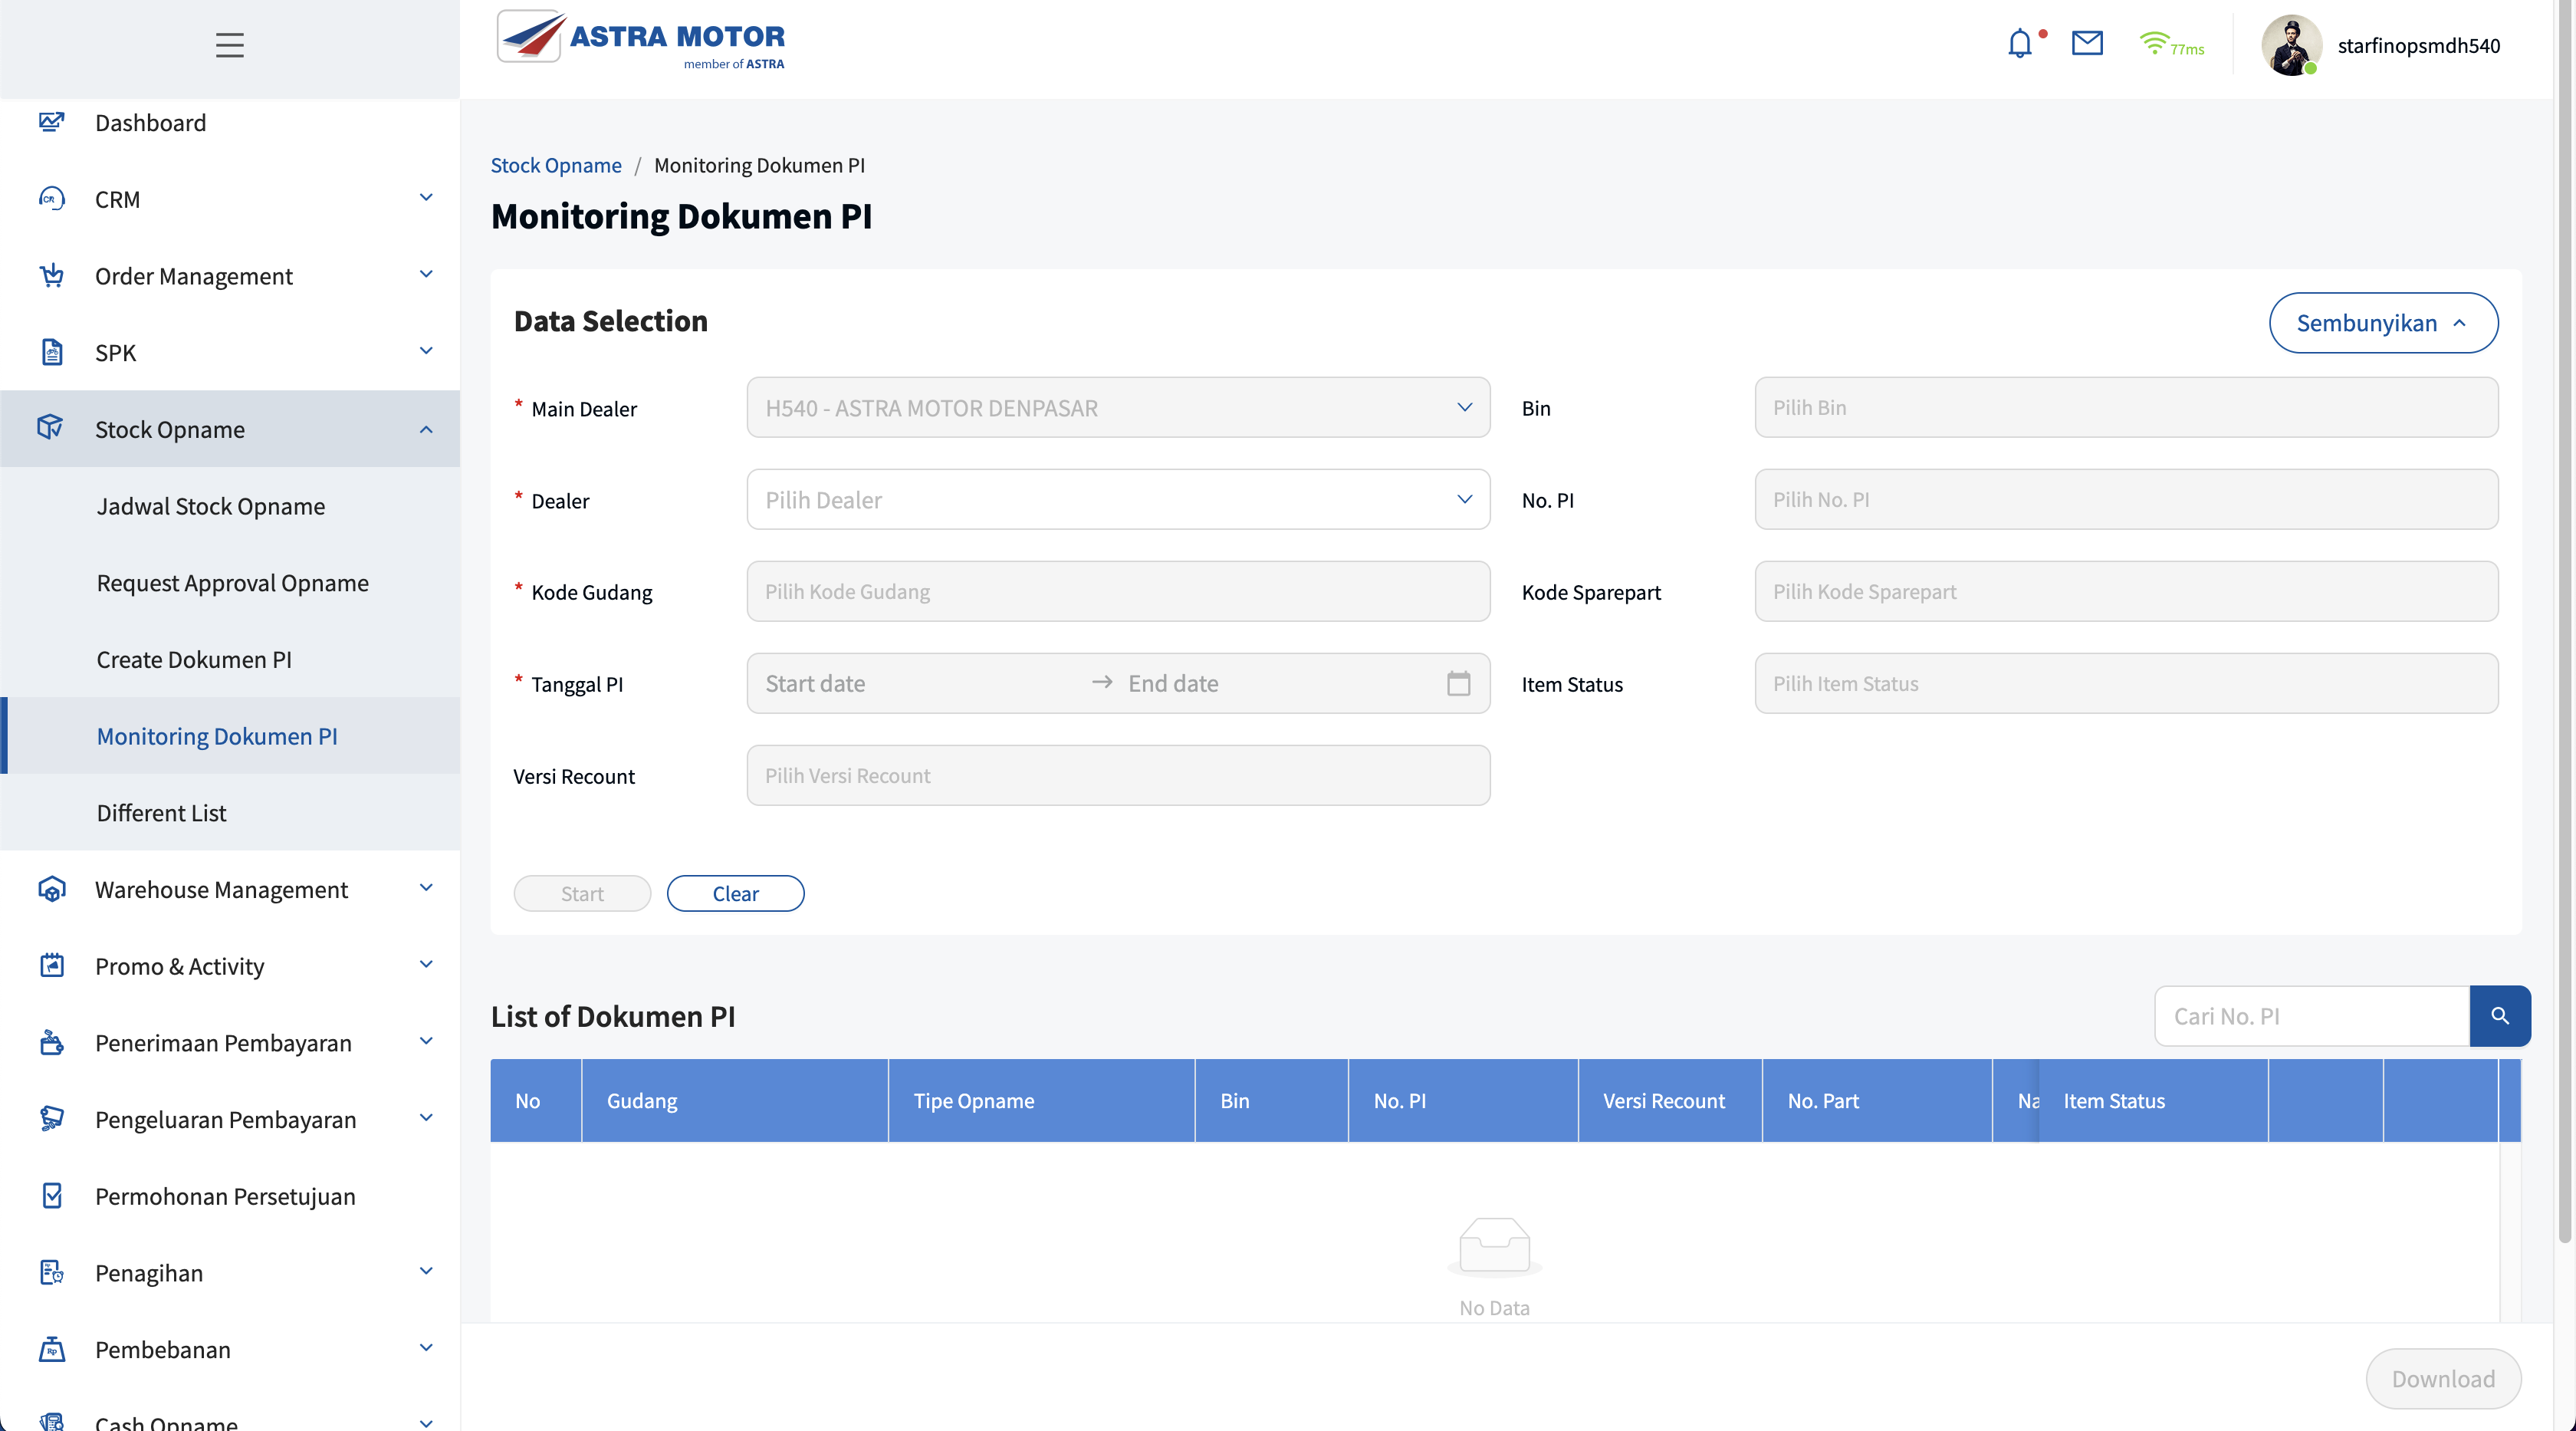 ASTRA MOTOR
member of ASTRA
77ms
starfinopsmdh540
Dashboard
CRM
Order Management
SPK
Stock Opname
Jadwal Stock Opname
Request Approval Opname
Create Dokumen PI
Monitoring Dokumen PI
Different List
Warehouse Management
Promo & Activity
Penerimaan Pembayaran
Pengeluaran Pembayaran
Permohonan Persetujuan
Penagihan
Pembebanan
Cash Opname
Stock Opname / Monitoring Dokumen PI
Monitoring Dokumen PI
Data Selection
Sembunyikan
* Main Dealer
H540 - ASTRA MOTOR DENPASAR
Bin
Pilih Bin
* Dealer
Pilih Dealer
No. PI
Pilih No. PI
* Kode Gudang
Pilih Kode Gudang
Kode Sparepart
Pilih Kode Sparepart
* Tanggal PI
Start date → End date
Item Status
Pilih Item Status
Versi Recount
Pilih Versi Recount
Start
Clear
List of Dokumen PI
Cari No. PI
No Gudang Tipe Opname Bin No. PI Versi Recount No. Part Na Item Status
No Data
Download